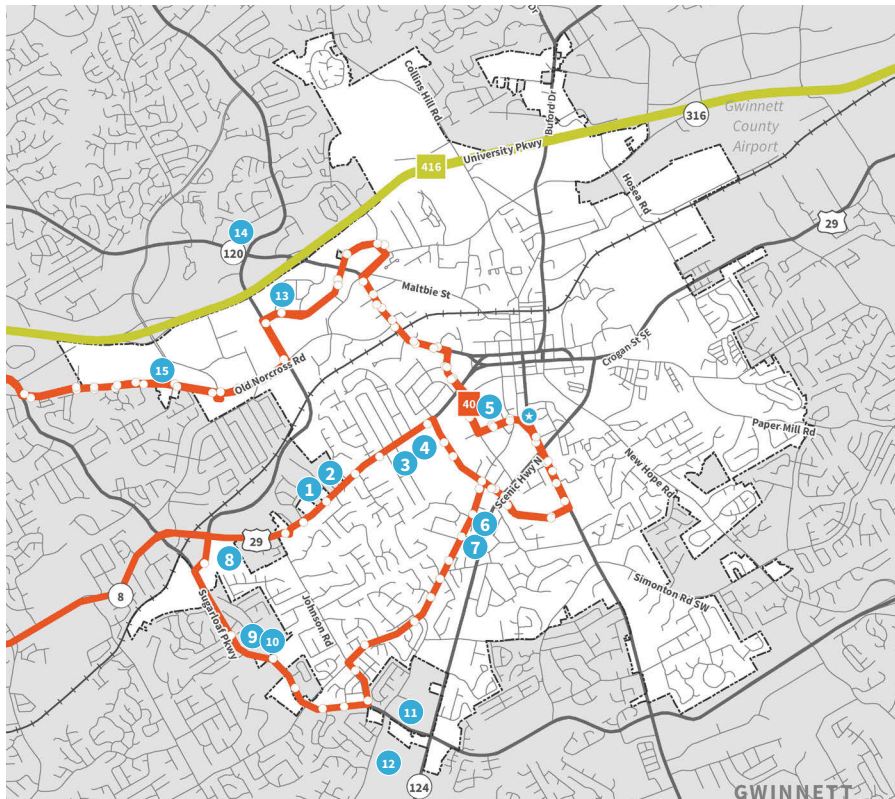 Dr
Collins Hill Rd
Buford Dr
316
Gwinnett
County
Airport
University Pkwy
416
Hosea Rd
29
14
120
13
Maltbie St
Crogan St SE
15
Old Norcross Rd
40
5
Paper Mill Rd
4
3
2
1
New Hope Rd
Scenic Hwy N
6
7
29
8
8
Johnson Rd
Simonton Rd SW
Sugarloaf Pkwy
9
10
11
12
124
GWINNETT